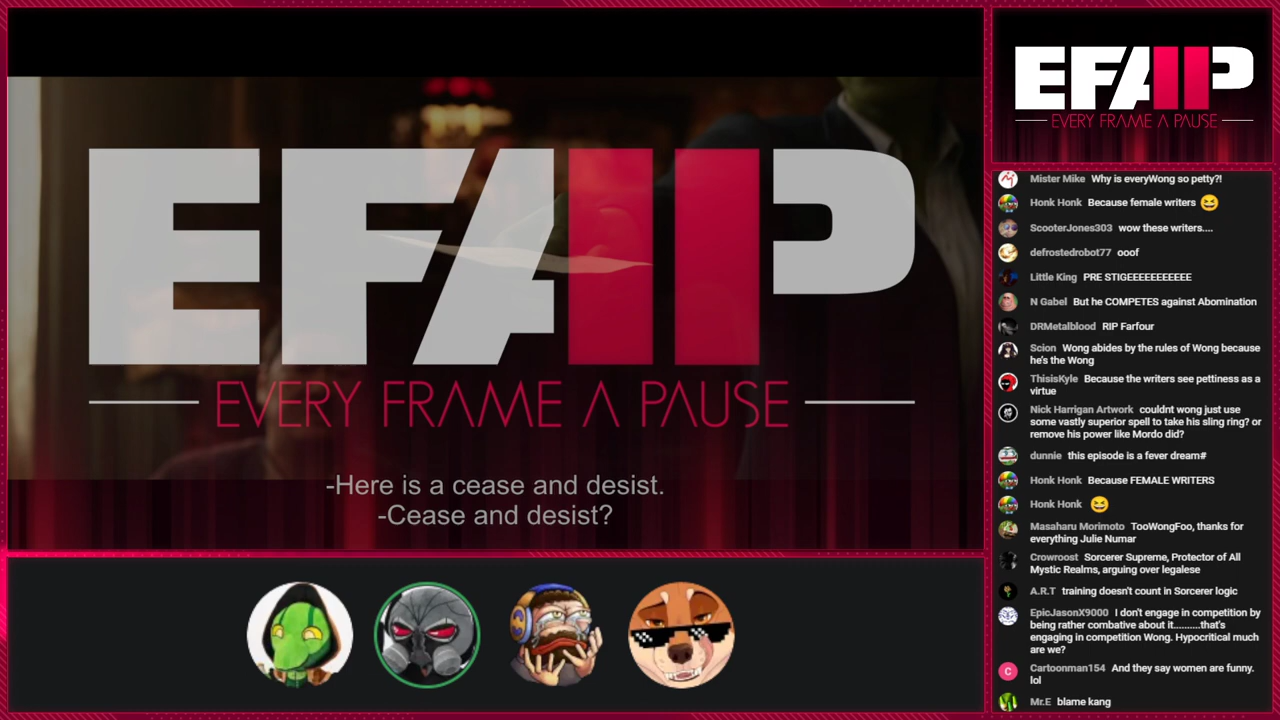 EFAP
EVERY FRAME A PAUSE
-Here is a cease and desist.
-Cease and desist?
EFAP
EVERY FRAME A PAUSE
Mister Mike Why is everyWong so petty?!
Honk Honk Because female writers 😆
ScooterJones303 wow these writers....
defrostedrobot77 ooof
Little King PRE STIGEEEEEEEEEEE
N Gabel But he COMPETES against Abomination
DRMetalblood RIP Farfour
Scion Wong abides by the rules of Wong because
he's the Wong
ThisisKyle Because the writers see pettiness as a
virtue
Nick Harrigan Artwork couldnt wong just use
some vastly superior spell to take his sling ring? or
remove his power like Mordo did?
dunnie this episode is a fever dream#
Honk Honk Because FEMALE WRITERS
Honk Honk 😆
Masaharu Morimoto TooWongFoo, thanks for
everything Julie Numar
Crowroost Sorcerer Supreme, Protector of All
Mystic Realms, arguing over legalese
A.R.T training doesn't count in Sorcerer logic
EpicJasonX9000 I don't engage in competition by
being rather combative about it..........that's
engaging in competition Wong. Hypocritical much
are we?
C
Cartoonman154 And they say women are funny.
lol
Mr.E blame kang